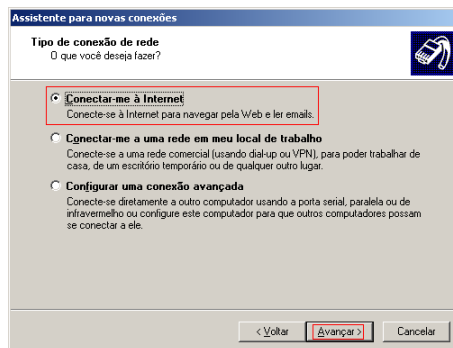 Assistente para novas conexões
Tipo de conexão de rede
O que você deseja fazer?
Conectar-me à Internet
Conecte-se à Internet para navegar pela Web e ler emails.
Conectar-me a uma rede em meu local de trabalho
Conecte-se a uma rede comercial (usando dial-up ou VPN), para poder trabalhar de
casa, de um escritório temporário ou de qualquer outro lugar.
Configurar uma conexão avançada
Conecte-se diretamente a outro computador usando a porta serial, paralela ou de
infravermelho ou configure este computador para que outros computadores possam
se conectar a ele.
< Voltar Avançar > Cancelar